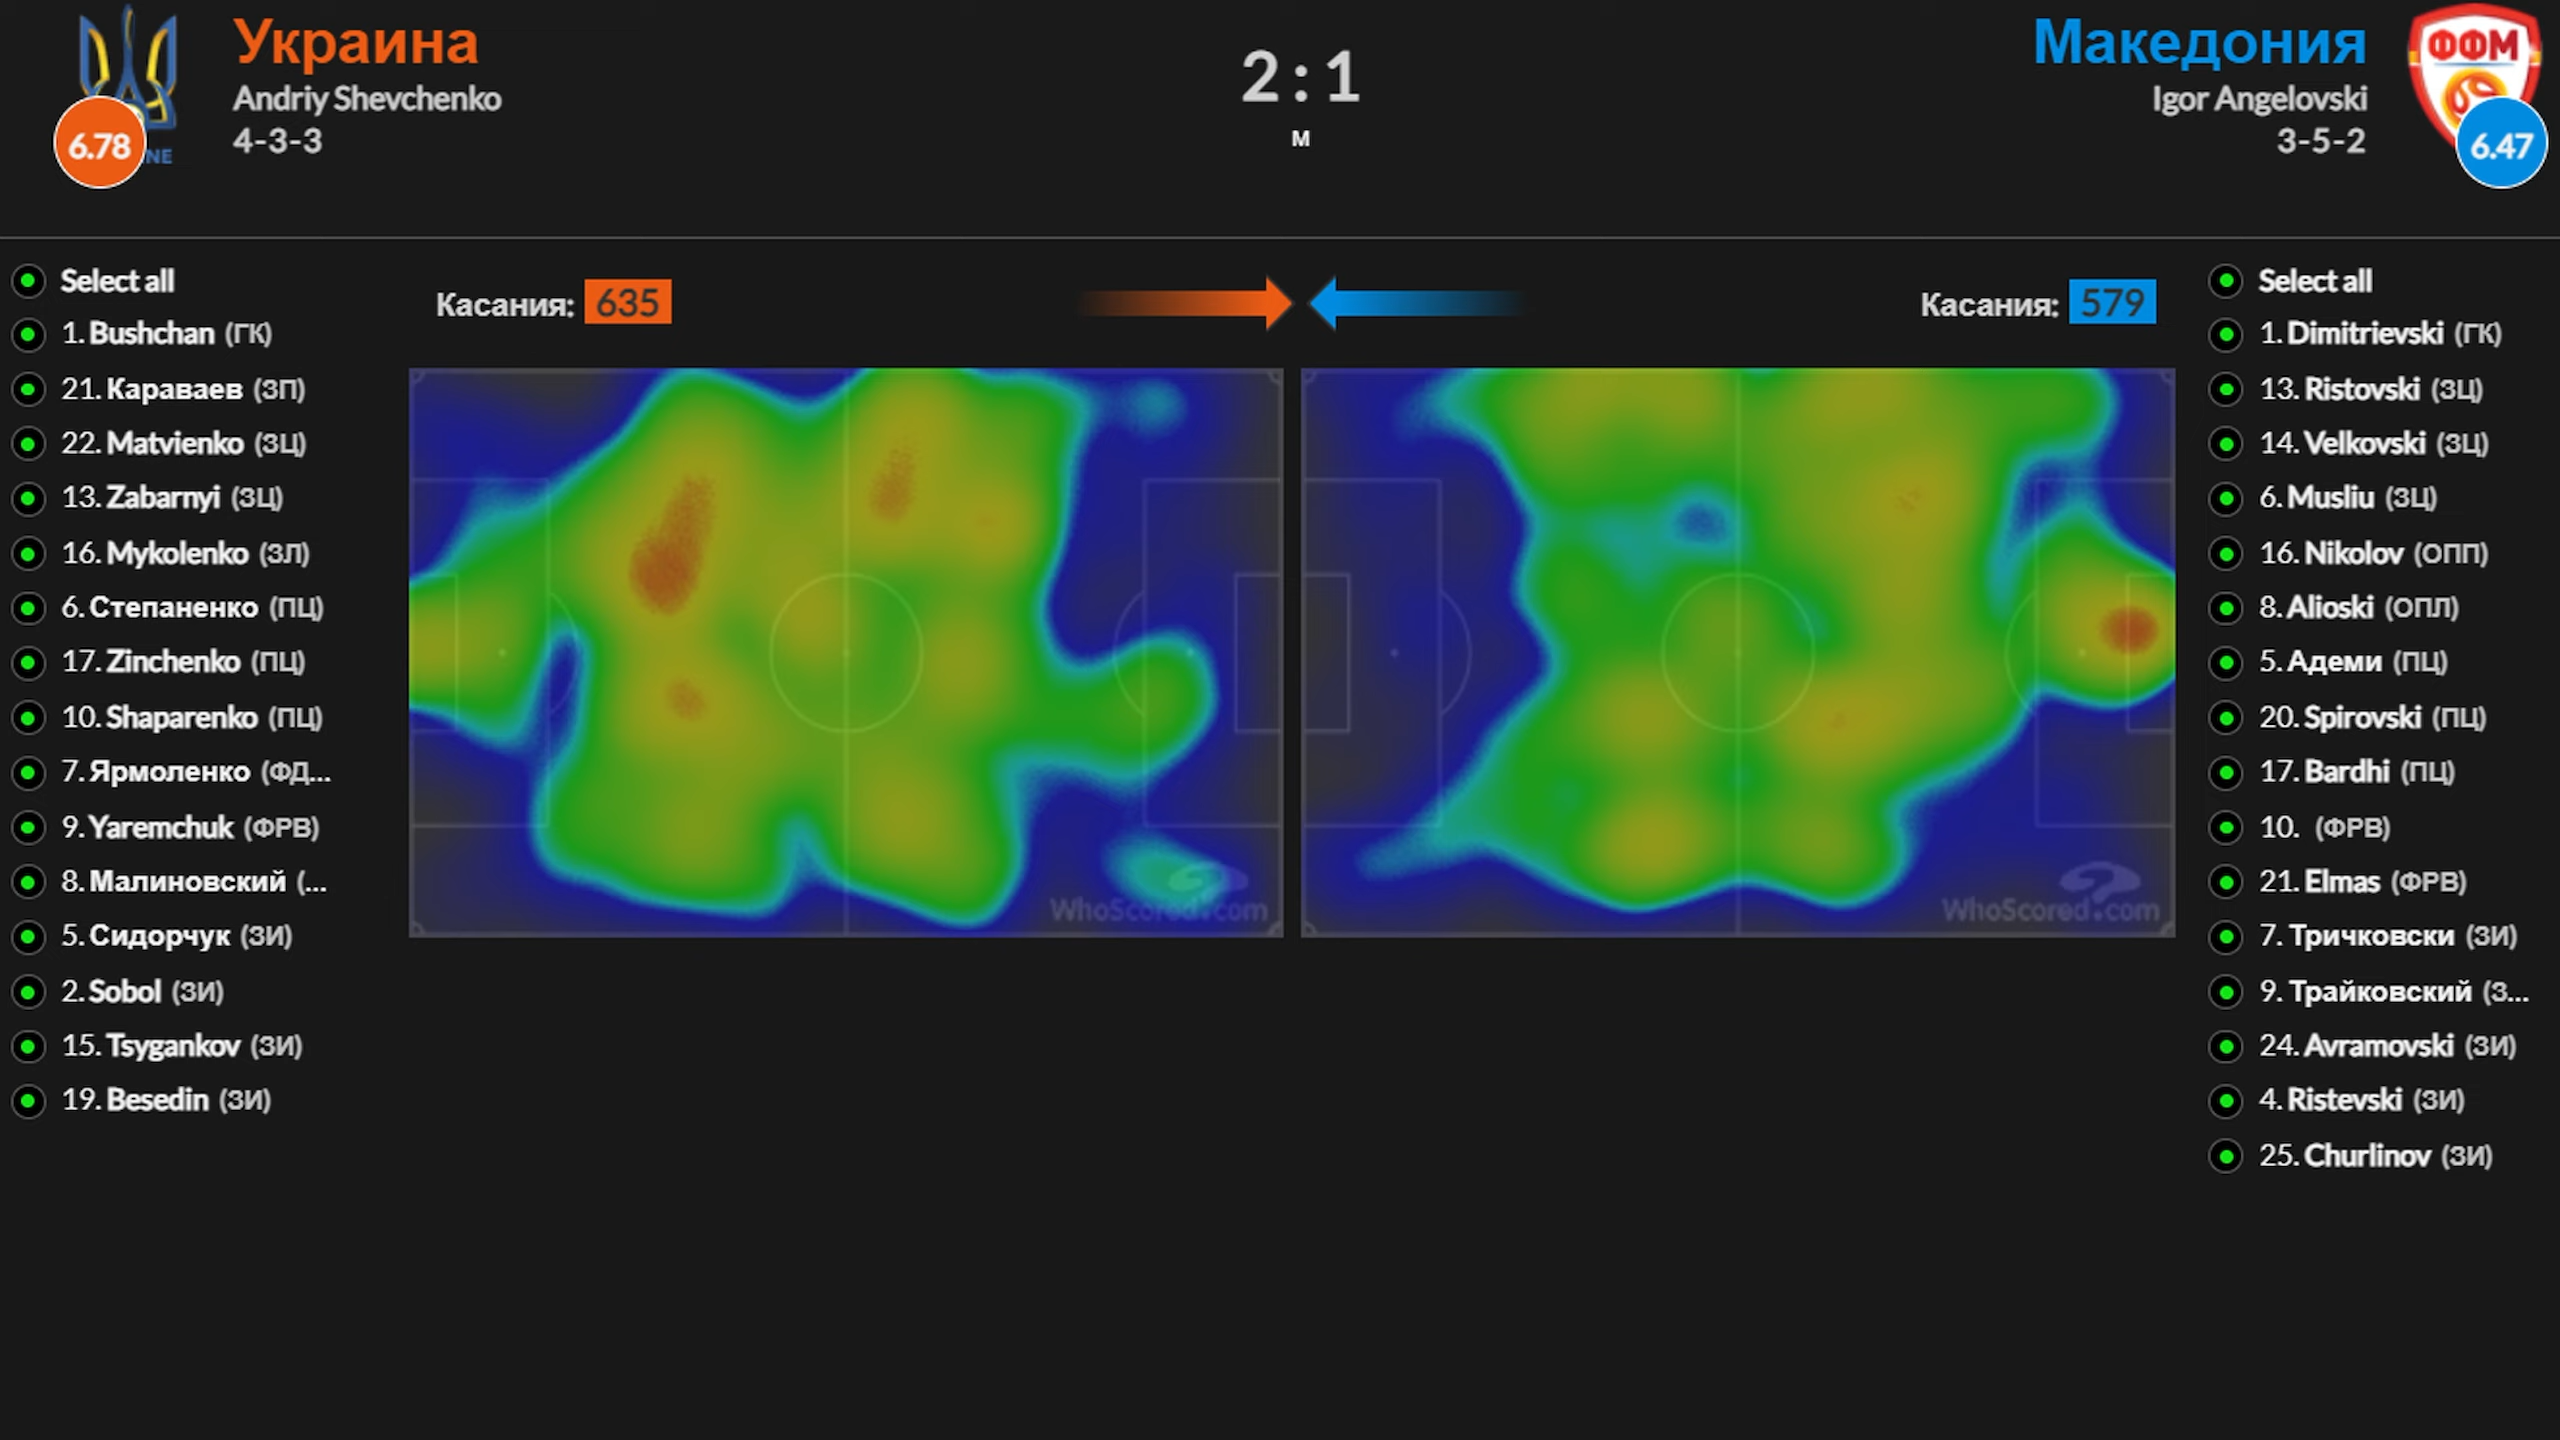 Украина
Andriy Shevchenko
4-3-3
6.78
NE
2 : 1
м
Македония
Igor Angelovski
3-5-2
ФФМ
6.47
Select all
1. Bushchan (ГК)
21. Караваев (ЗП)
22. Matvienko (ЗЦ)
13. Zabarnyi (ЗЦ)
16. Mykolenko (ЗЛ)
6. Степаненко (ПЦ)
17. Zinchenko (ПЦ)
10. Shaparenko (ПЦ)
7. Ярмоленко (ФД...
9. Yaremchuk (ФРВ)
8. Малиновский (...
5. Сидорчук (ЗИ)
2. Sobol (ЗИ)
15. Tsygankov (ЗИ)
19. Besedin (ЗИ)
Касания: 635
WhoScored.com
Касания: 579
WhoScored.com
Select all
1. Dimitrievski (ГК)
13. Ristovski (ЗЦ)
14. Velkovski (ЗЦ)
6. Musliu (ЗЦ)
16. Nikolov (ОПП)
8. Alioski (ОПЛ)
5. Адеми (ПЦ)
20. Spirovski (ПЦ)
17. Bardhi (ПЦ)
10. (ФРВ)
21. Elmas (ФРВ)
7. Тричковски (ЗИ)
9. Трайковский (З...
24. Avramovski (ЗИ)
4. Ristevski (ЗИ)
25. Churlinov (ЗИ)